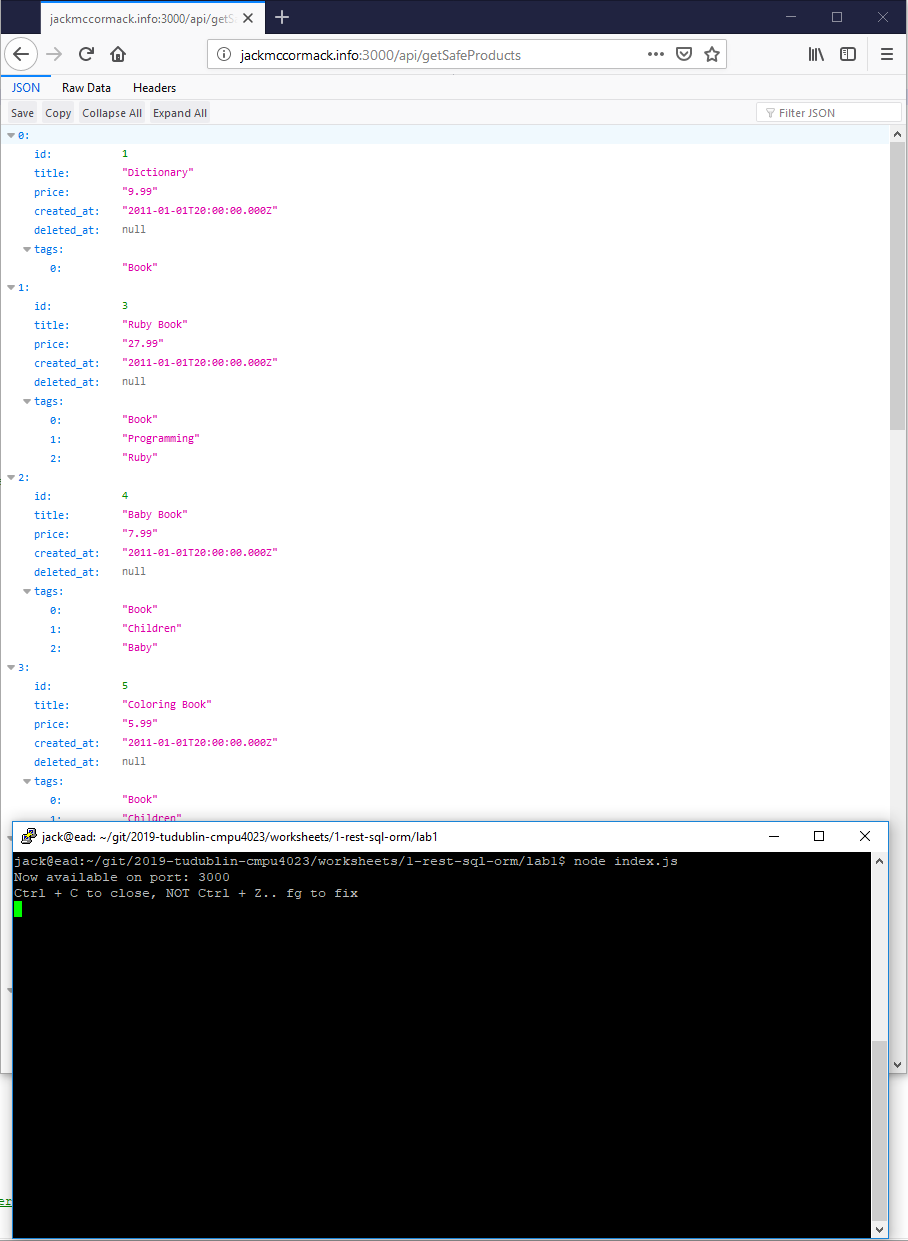 jackmccormack.info:3000/api/getS
jackmccormack.info:3000/api/getSafeProducts
JSON Raw Data Headers
Save Copy Collapse All Expand All Filter JSON
0:
id: 1
title: "Dictionary"
price: "9.99"
created_at: "2011-01-01T20:00:00.000Z"
deleted_at: null
tags:
0: "Book"
1:
id: 3
title: "Ruby Book"
price: "27.99"
created_at: "2011-01-01T20:00:00.000Z"
deleted_at: null
tags:
0: "Book"
1: "Programming"
2: "Ruby"
2:
id: 4
title: "Baby Book"
price: "7.99"
created_at: "2011-01-01T20:00:00.000Z"
deleted_at: null
tags:
0: "Book"
1: "Children"
2: "Baby"
3:
id: 5
title: "Coloring Book"
price: "5.99"
created_at: "2011-01-01T20:00:00.000Z"
deleted_at: null
tags:
0: "Book"
1: "Children"
jack@ead: ~/git/2019-tudublin-cmpu4023/worksheets/1-rest-sql-orm/lab1
jack@ead:~/git/2019-tudublin-cmpu4023/worksheets/1-rest-sql-orm/lab1$ node index.js
Now available on port: 3000
Ctrl + C to close, NOT Ctrl + Z.. fg to fix
er